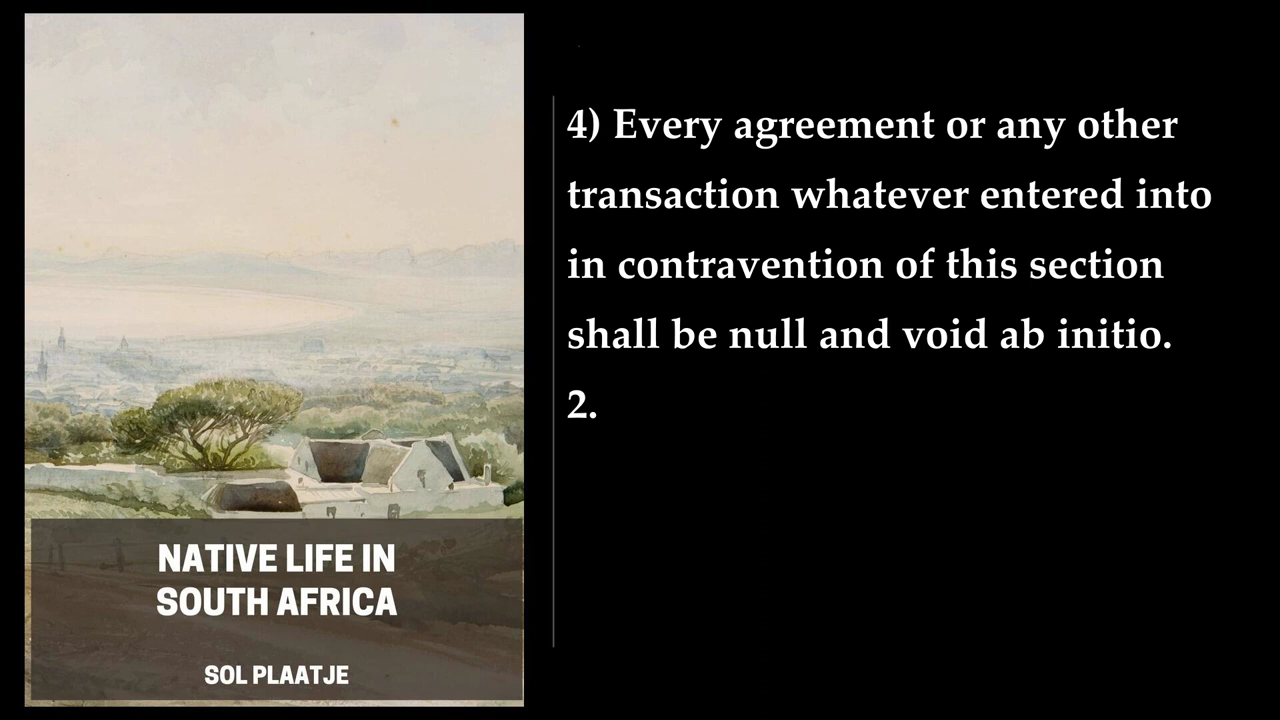 NATIVE LIFE IN
SOUTH AFRICA
SOL PLAATJE
4) Every agreement or any other
transaction whatever entered into
in contravention of this section
shall be null and void ab initio.
2.